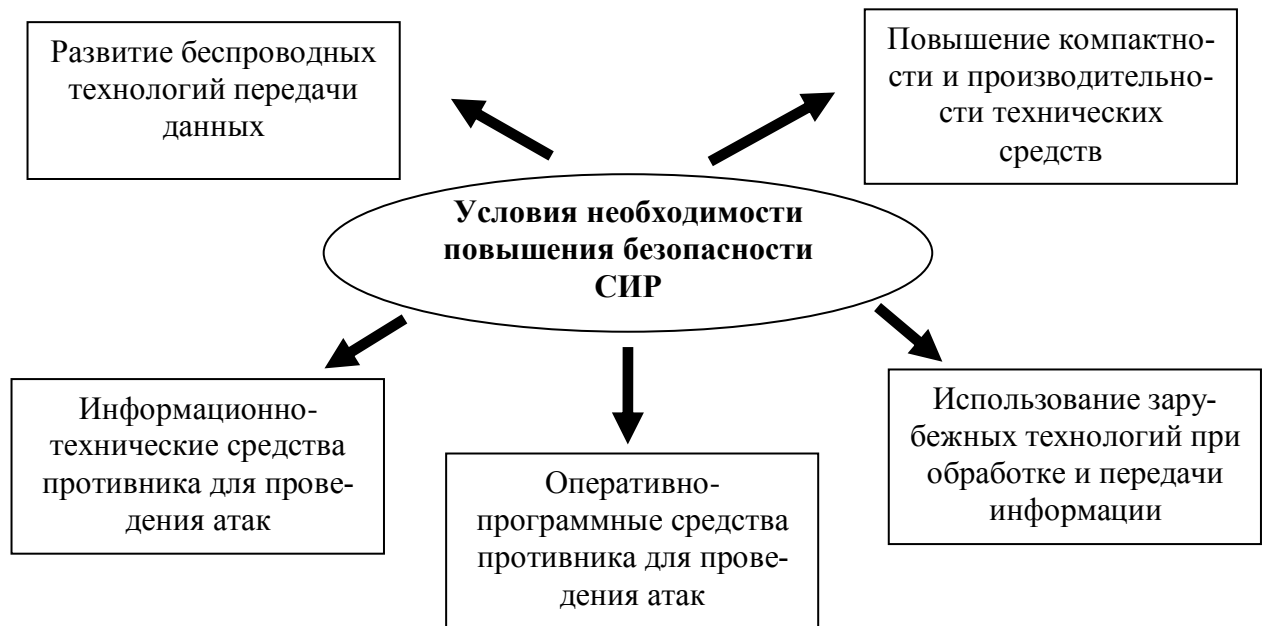 Развитие беспроводных
технологий передачи
данных
Повышение компактно-
сти и производительно-
сти технических
средств
Условия необходимости
повышения безопасности
СИР
Информационно-
технические средства
противника для прове-
дения атак
Оперативно-
программные средства
противника для прове-
дения атак
Использование зару-
бежных технологий при
обработке и передачи
информации